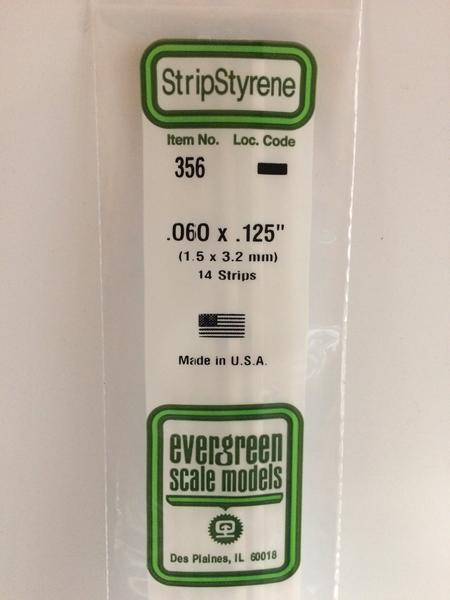 StripStyrene
Item No. Loc. Code
356
.060 x .125"
(1.5 x 3.2 mm)
14 Strips
Made in U.S.A.
evergreen
scale models
Des Plaines, IL 60018